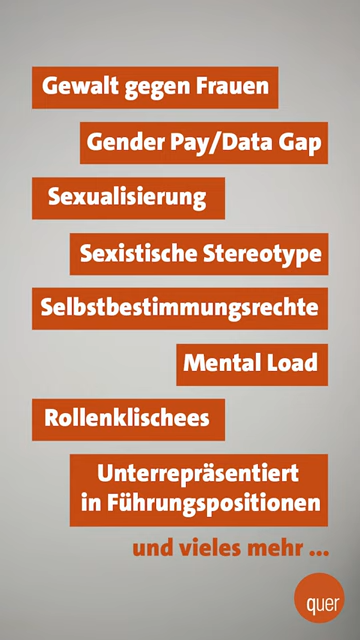 Gewalt gegen Frauen
Gender Pay/Data Gap
Sexualisierung
Sexistische Stereotype
Selbstbestimmungsrechte
Mental Load
Rollenklischees
Unterrepräsentiert
in Führungspositionen
und vieles mehr ...
quer